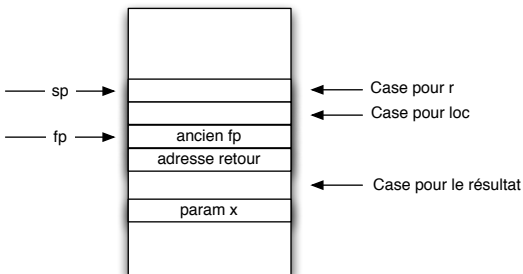 sp
Case pour r
Case pour loc
fp
ancien fp
adresse retour
Case pour le résultat
param x